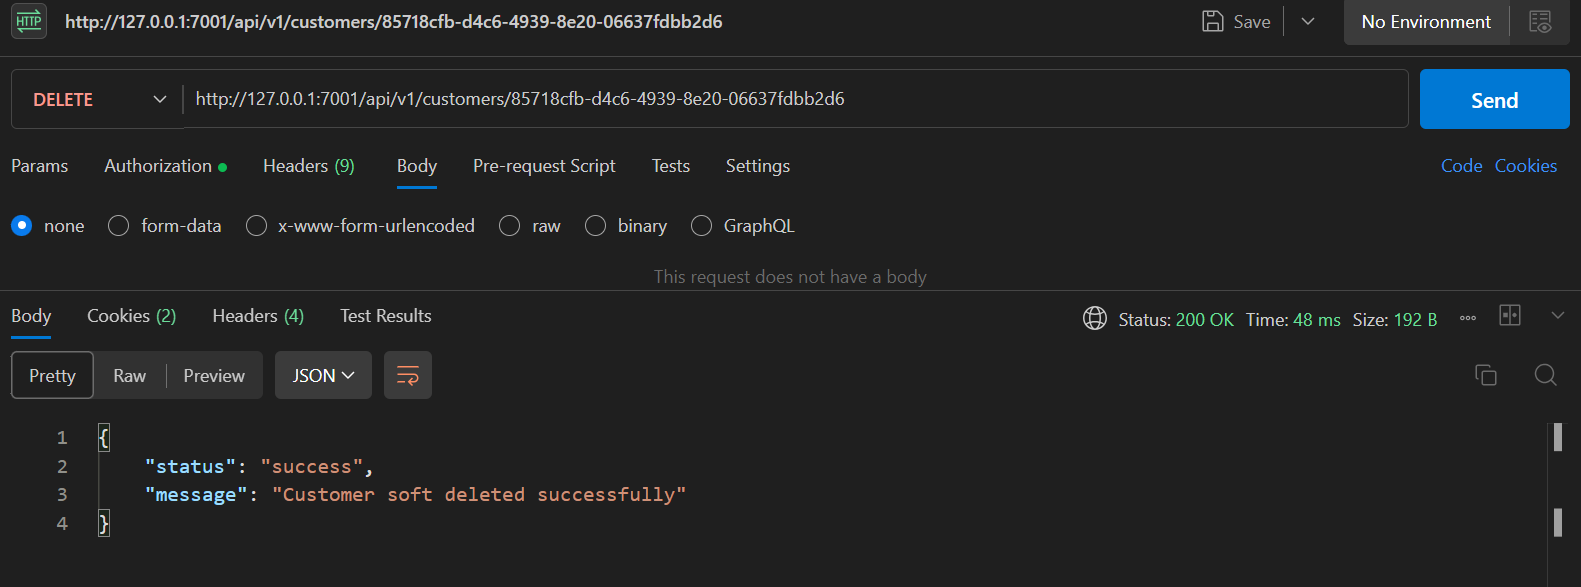 HTTP http://127.0.0.1:7001/api/v1/customers/85718cfb-d4c6-4939-8e20-06637fdbb2d6 Save No Environment
DELETE http://127.0.0.1:7001/api/v1/customers/85718cfb-d4c6-4939-8e20-06637fdbb2d6 Send
Params Authorization Headers (9) Body Pre-request Script Tests Settings Code Cookies
none form-data x-www-form-urlencoded raw binary GraphQL
This request does not have a body
Body Cookies (2) Headers (4) Test Results Status: 200 OK Time: 48 ms Size: 192 B
Pretty Raw Preview JSON
1 {
2 "status": "success",
3 "message": "Customer soft deleted successfully"
4 }